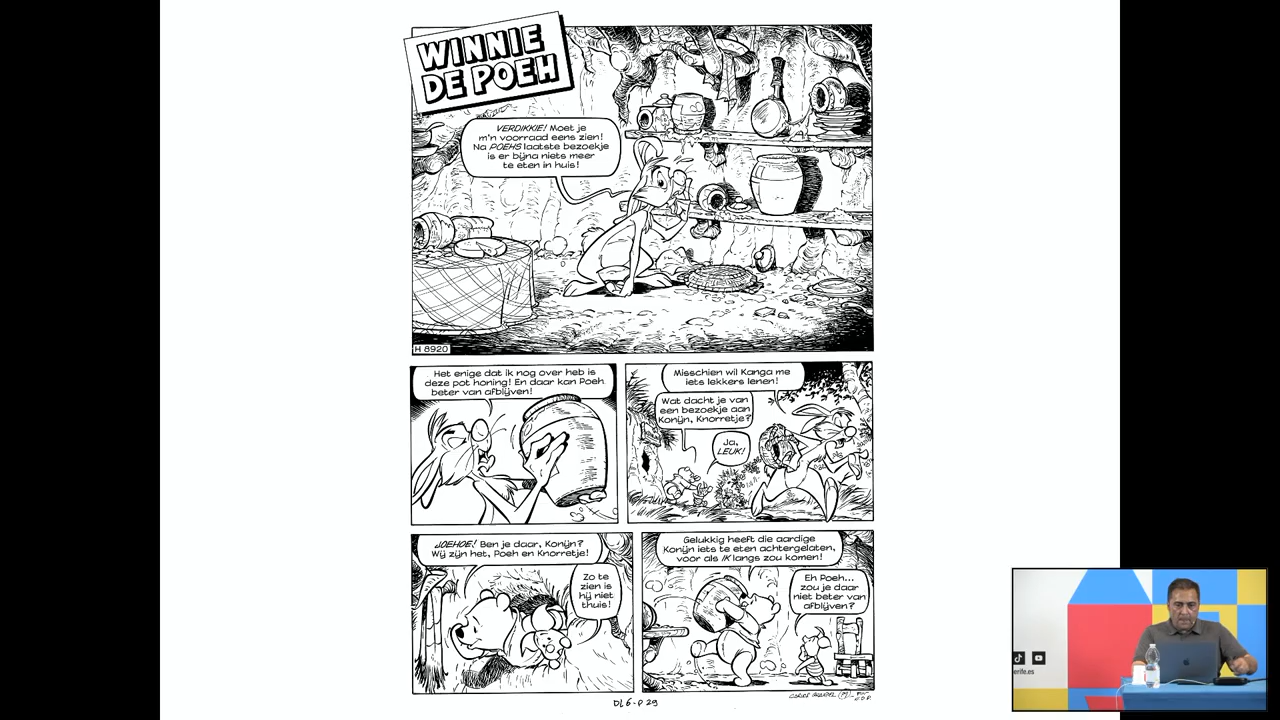 WINNIE
DE POEH
VERDIKKIE! Moet je
m'n voorraad eens zien!
Na POEHS laatste bezoekje
is er bijna niets meer
te eten in huis!
H 8920
Het enige dat ik nog over heb is
deze pot honing! En daar kan Poeh
beter van afblijven!
Misschien wil Kanga me
iets lekkers lenen!
Wat dacht je van
een bezoekje aan
Konijn, Knorretje?
Ja,
LEUK!
JOEHOE! Ben je daar, Konijn?
Wij zijn het, Poeh en Knorretje!
Zo te
zien is
hij niet
thuis!
Gelukkig heeft die aardige
Konijn iets te eten achtergelaten,
voor als IK langs zou komen!
Eh Poeh...
zou je daar
niet beter van
afblijven?
DL6-P 29
erife.es